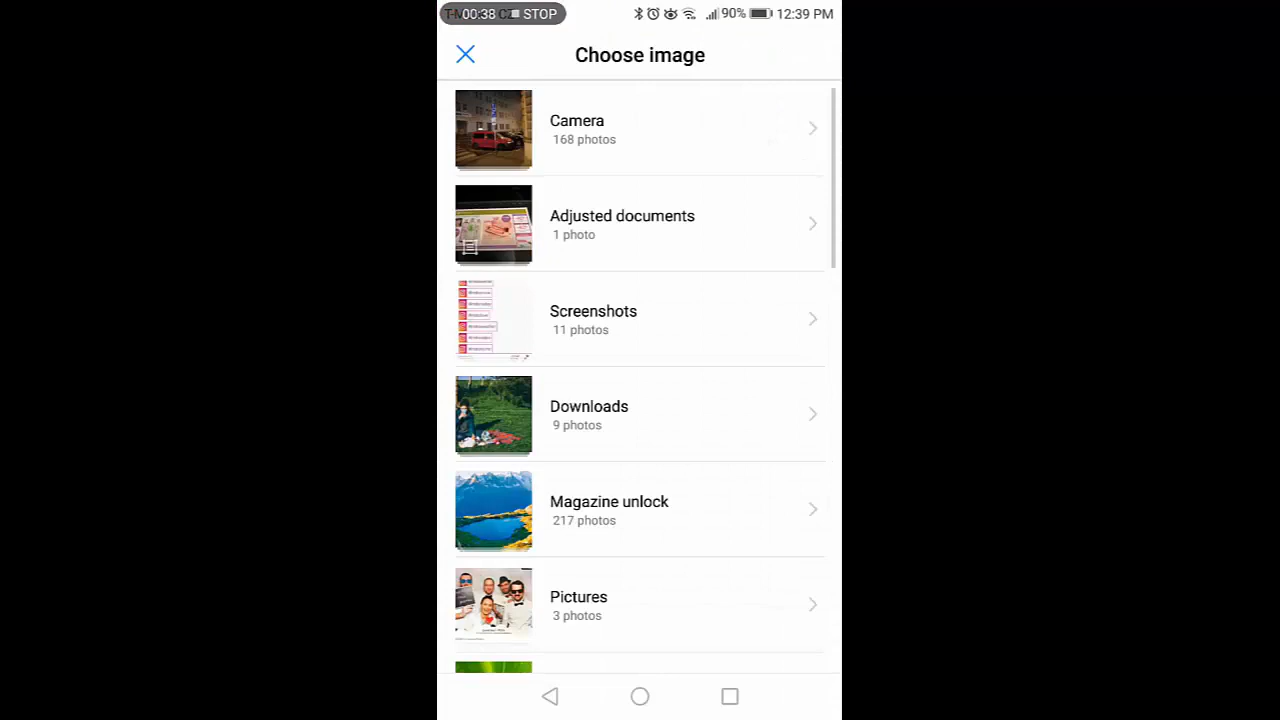 00:38 STOP 90% 12:39 PM
Choose image
Camera
168 photos
Adjusted documents
1 photo
Screenshots
11 photos
Downloads
9 photos
Magazine unlock
217 photos
Pictures
3 photos